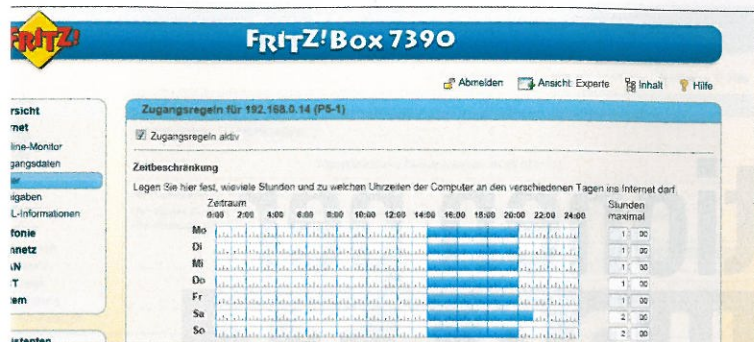 FRITZ!
FRITZ!Box 7390
Abmelden Ansicht: Experte Inhalt Hilfe
rsicht
rnet
line-Monitor
gangsdaten
igaben
L-Informationen
efonie
mnetz
AN
T
tem
istenten
Zugangsregeln für 192.168.0.14 (P5-1)
Zugangsregeln aktiv
Zeitbeschränkung
Legen Sie hier fest, wieviele Stunden und zu welchen Uhrzeiten der Computer an den verschiedenen Tagen ins Internet darf.
Zeitraum Stunden
0:00 2:00 4:00 6:00 8:00 10:00 12:00 14:00 16:00 18:00 20:00 22:00 24:00 maximal
Mo 1 00
Di 1 00
Mi 1 00
Do 1 00
Fr 1 00
Sa 2 00
So 2 00